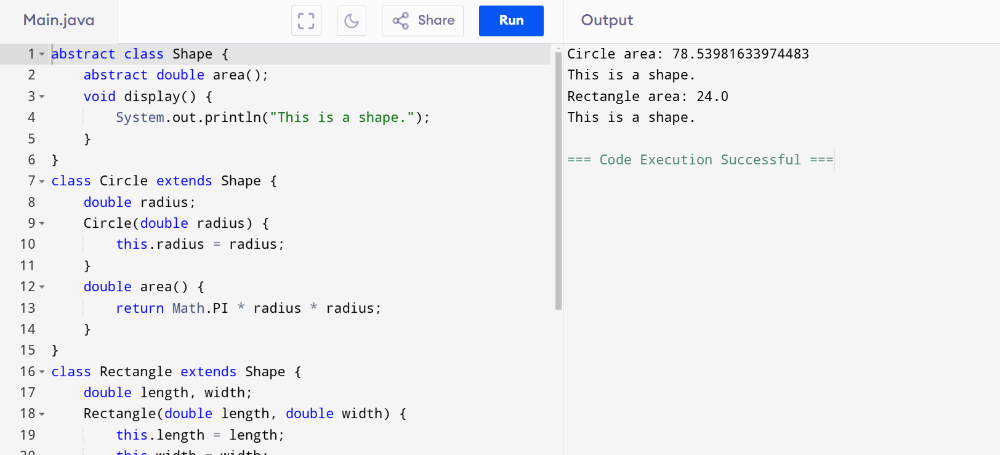 Main.java
Share
Run
Output
1 abstract class Shape {
2     abstract double area();
3     void display() {
4         System.out.println("This is a shape.");
5     }
6 }
7 class Circle extends Shape {
8     double radius;
9     Circle(double radius) {
10         this.radius = radius;
11     }
12     double area() {
13         return Math.PI * radius * radius;
14     }
15 }
16 class Rectangle extends Shape {
17     double length, width;
18     Rectangle(double length, double width) {
19         this.length = length;
20         this.width = width;
Circle area: 78.53981633974483
This is a shape.
Rectangle area: 24.0
This is a shape.
=== Code Execution Successful ===